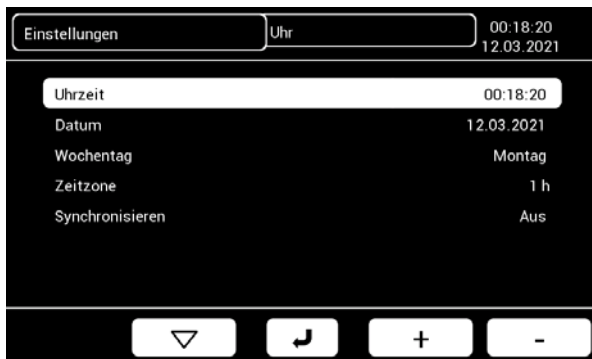 Einstellungen Uhr 00:18:20
12.03.2021
Uhrzeit 00:18:20
Datum 12.03.2021
Wochentag Montag
Zeitzone 1 h
Synchronisieren Aus
+ -